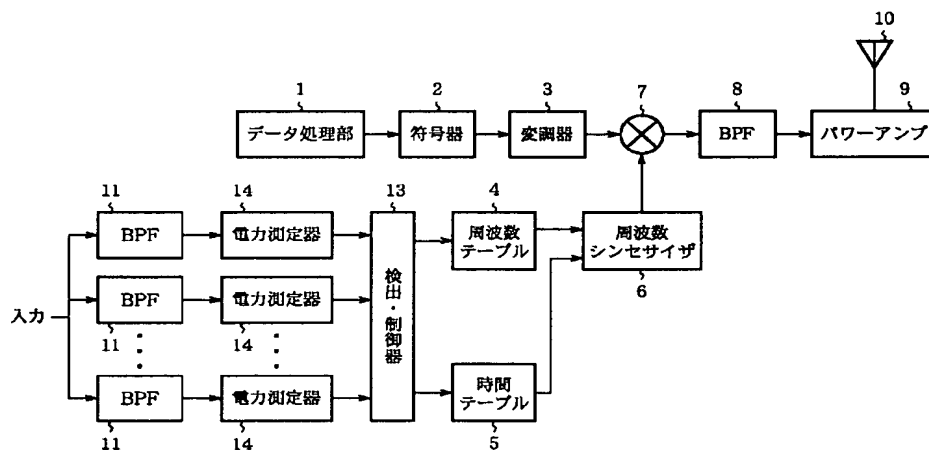 10
1
2
3
7
8
9
データ処理部
符号器
変調器
BPF
パワーアンプ
11
14
13
4
BPF
電力測定器
周波数
テーブル
周波数
シンセサイザ
6
入力
BPF
電力測定器
11
14
検出・制御器
BPF
電力測定器
時間
テーブル
11
14
5